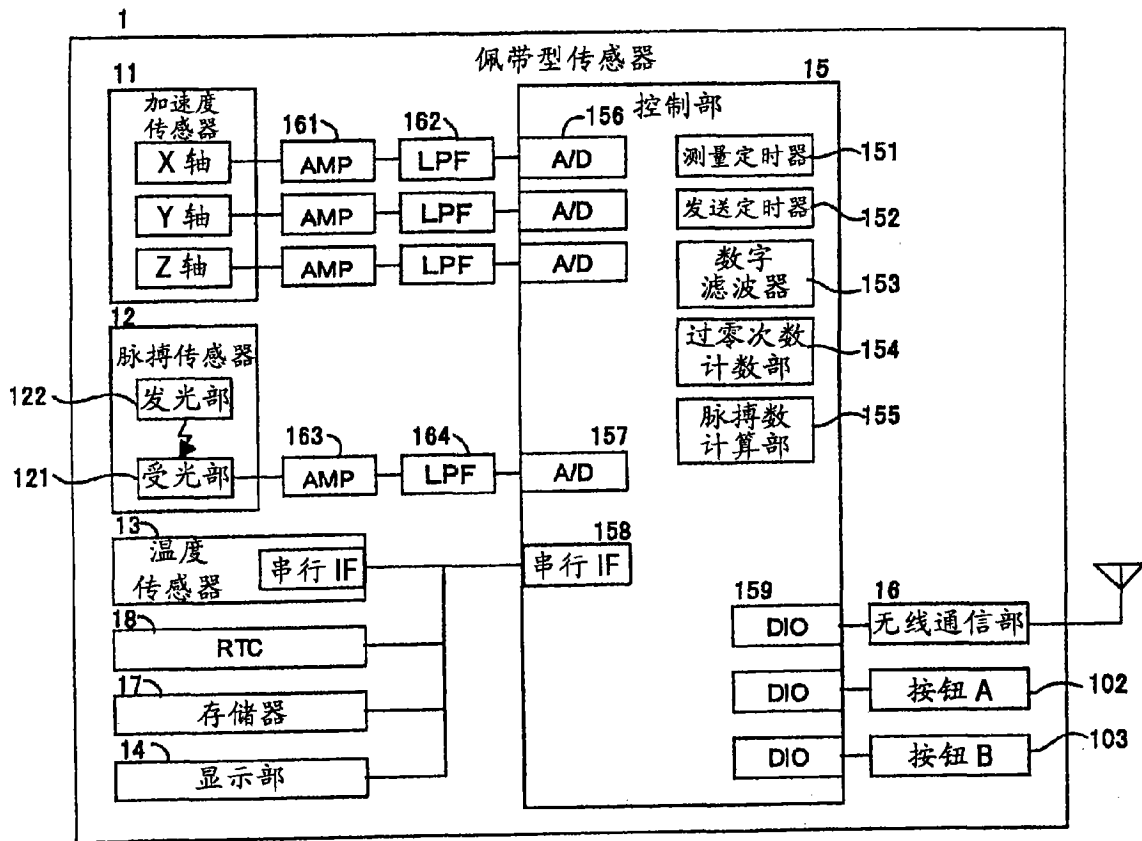 1
佩带型传感器
11
加速度
传感器
X 轴
Y 轴
Z 轴
161
AMP
AMP
AMP
162
LPF
LPF
LPF
15
控制部
156
A/D
A/D
A/D
测量定时器
151
发送定时器
152
数字
滤波器
153
过零次数
计数部
154
脉搏数
计算部
155
12
脉搏传感器
122
发光部
121
受光部
163
AMP
164
LPF
157
A/D
13
温度
传感器
串行 IF
158
串行 IF
18
RTC
17
存储器
14
显示部
159
DIO
DIO
DIO
16
无线通信部
按钮 A
102
按钮 B
103